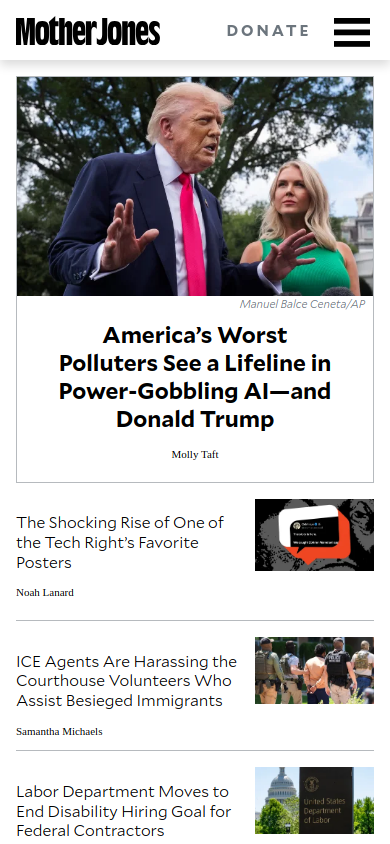 Mother Jones
DONATE
Manuel Balce Ceneta/AP
America’s Worst
Polluters See a Lifeline in
Power-Gobbling AI—and
Donald Trump
Molly Taft
The Shocking Rise of One of
the Tech Right’s Favorite
Posters
Noah Lanard
ICE Agents Are Harassing the
Courthouse Volunteers Who
Assist Besieged Immigrants
Samantha Michaels
POLICE
Labor Department Moves to
End Disability Hiring Goal for
Federal Contractors
United States
Department
of Labor